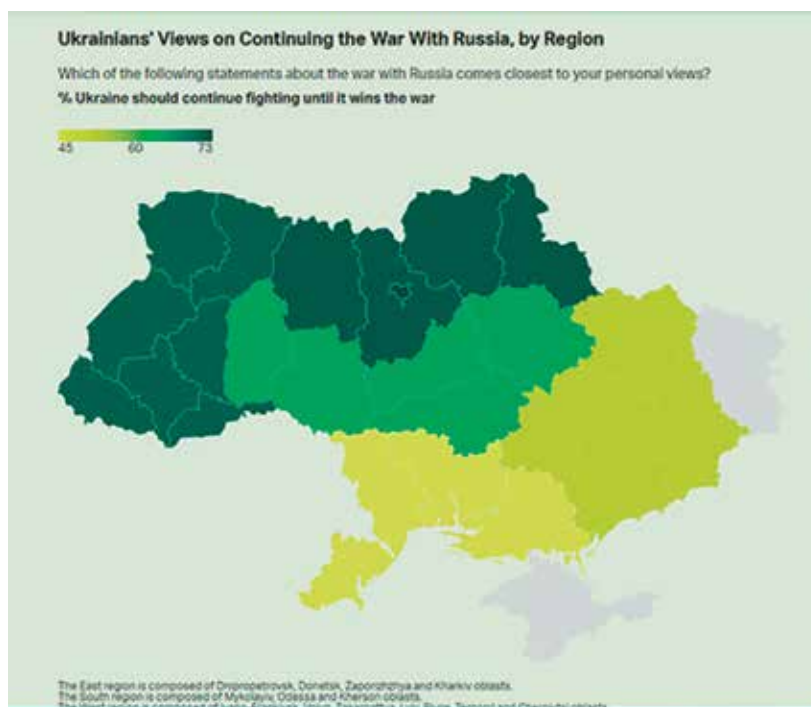 Ukrainians' Views on Continuing the War With Russia, by Region
Which of the following statements about the war with Russia comes closest to your personal views?
% Ukraine should continue fighting until it wins the war
45 60 73
The East region is composed of Dnipropetrovsk, Donetsk, Zaporizhzhya and Kharkiv oblasts.
The South region is composed of Mykolayiv, Odessa and Kherson oblasts.